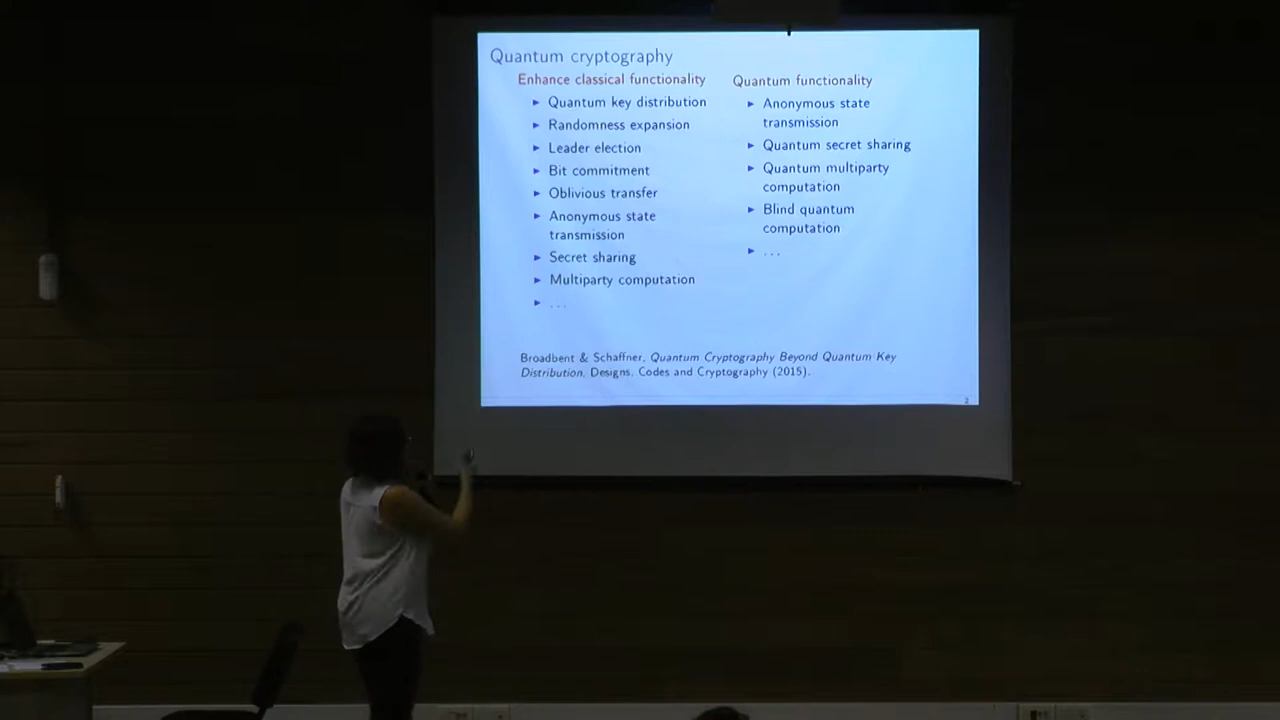 Quantum cryptography
Enhance classical functionality
► Quantum key distribution
► Randomness expansion
► Leader election
► Bit commitment
► Oblivious transfer
► Anonymous state
transmission
► Secret sharing
► Multiparty computation
► ...
Quantum functionality
► Anonymous state
transmission
► Quantum secret sharing
► Quantum multiparty
computation
► Blind quantum
computation
► ...
Broadbent & Schaffner, Quantum Cryptography Beyond Quantum Key
Distribution, Designs, Codes and Cryptography (2015).
2